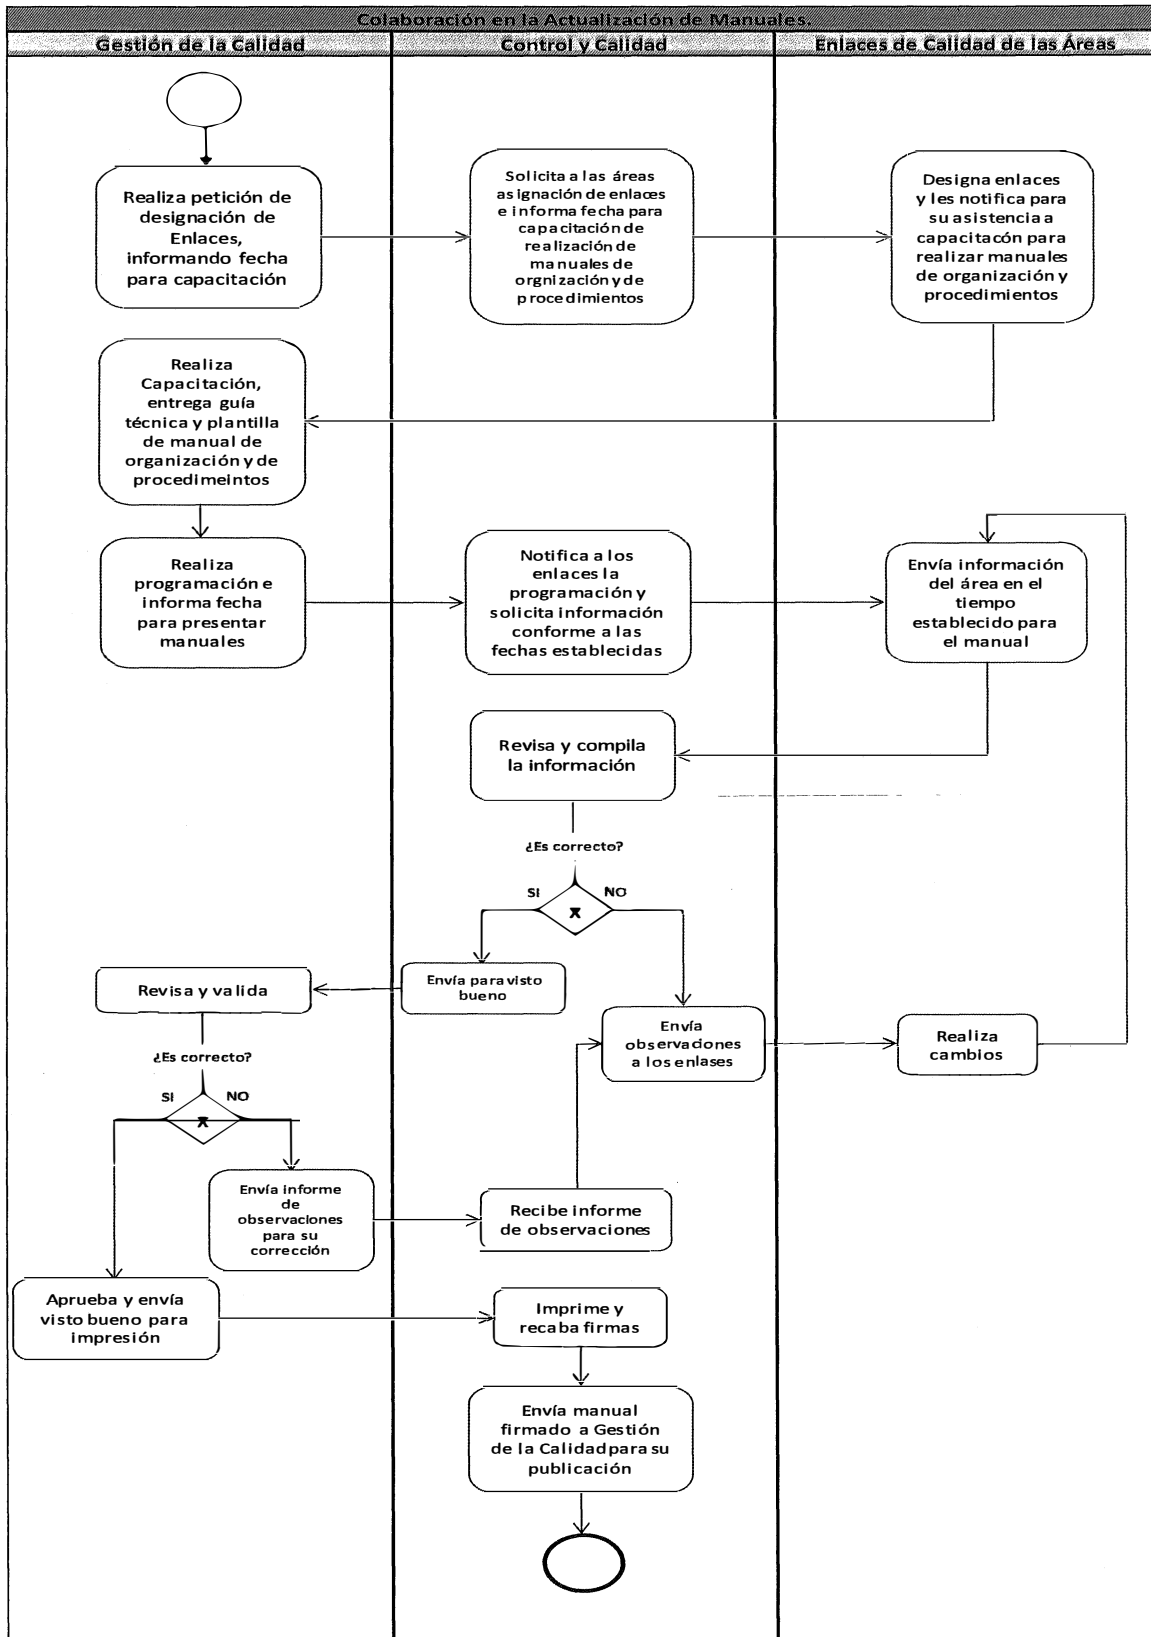 Colaboración en la Actualización de Manuales.
Gestión de la Calidad
Control y Calidad
Enlaces de Calidad de las Áreas
Realiza petición de
designación de
Enlaces,
informando fecha
para capacitación
Solicita a las áreas
asignación de enlaces
e informa fecha para
capacitación de
realización de
manuales de
orgnización y de
procedimientos
Designa enlaces
y les notifica para
su asistencia a
capacitacón para
realizar manuales
de organización y
procedimientos
Realiza
Capacitación,
entrega guía
técnica y plantilla
de manual de
organización y de
procedimeintos
Realiza
programación e
informa fecha
para presentar
manuales
Notifica a los
enlaces la
programación y
solicita información
conforme a las
fechas establecidas
Envía información
del área en el
tiempo
establecido para
el manual
Revisa y compila
la información
¿Es correcto?
SI
NO
X
Revisa y valida
Envía para visto
bueno
Envía
observaciones
a los enlases
Realiza
cambios
¿Es correcto?
SI
NO
X
Envía informe
de
observaciones
para su
corrección
Recibe informe
de observaciones
Aprueba y envía
visto bueno para
impresión
Imprime y
recaba firmas
Envía manual
firmado a Gestión
de la Calidad para su
publicación